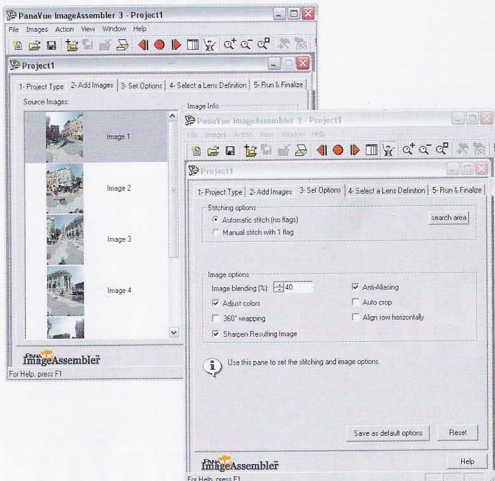 PanaVue ImageAssembler 3 - Project1
File Images Action View Window Help
Project1
1- Project Type 2- Add Images 3- Set Options 4- Select a Lens Definition 5- Run & Finalize
Source Images:
Image Info
Image 1
Image 2
Image 3
Image 4
PANAVUE
ImageAssembler
For Help, press F1
PanaVue ImageAssembler 3 - Project1
File Images Action View Window Help
Project1
1- Project Type 2- Add Images 3- Set Options 4- Select a Lens Definition 5- Run & Finalize
Stitching options
Automatic stitch (no flags)
search area
Manual stitch with 1 flag
Image options
Image blending (%): 40
Anti-Aliasing
Adjust colors
Auto crop
360° wrapping
Align row horizontally
Sharpen Resulting Image
Use this pane to set the stitching and image options.
Save as default options
Reset
PANAVUE
ImageAssembler
Help
For Help, press F1